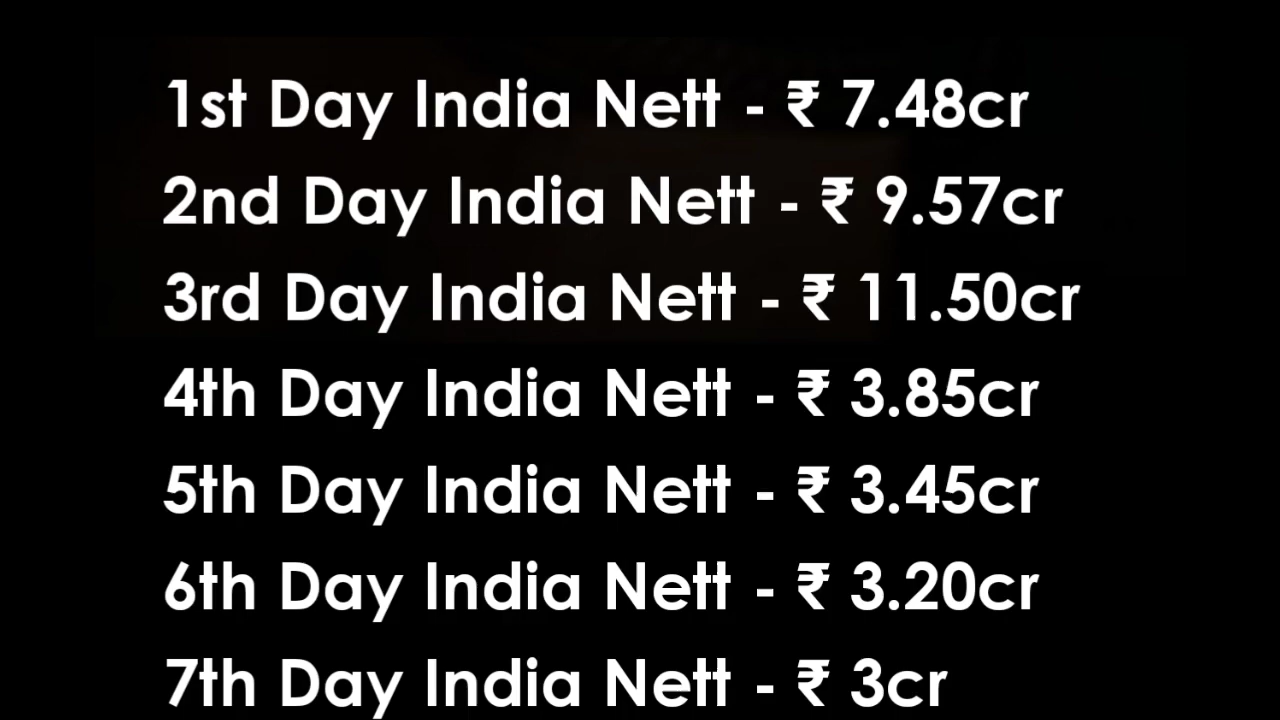 1st Day India Nett - ₹ 7.48cr
2nd Day India Nett - ₹ 9.57cr
3rd Day India Nett - ₹ 11.50cr
4th Day India Nett - ₹ 3.85cr
5th Day India Nett - ₹ 3.45cr
6th Day India Nett - ₹ 3.20cr
7th Day India Nett - ₹ 3cr